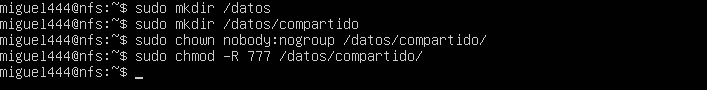 miguel444@nfs:~$ sudo mkdir /datos
miguel444@nfs:~$ sudo mkdir /datos/compartido
miguel444@nfs:~$ sudo chown nobody:nogroup /datos/compartido/
miguel444@nfs:~$ sudo chmod -R 777 /datos/compartido/
miguel444@nfs:~$ _